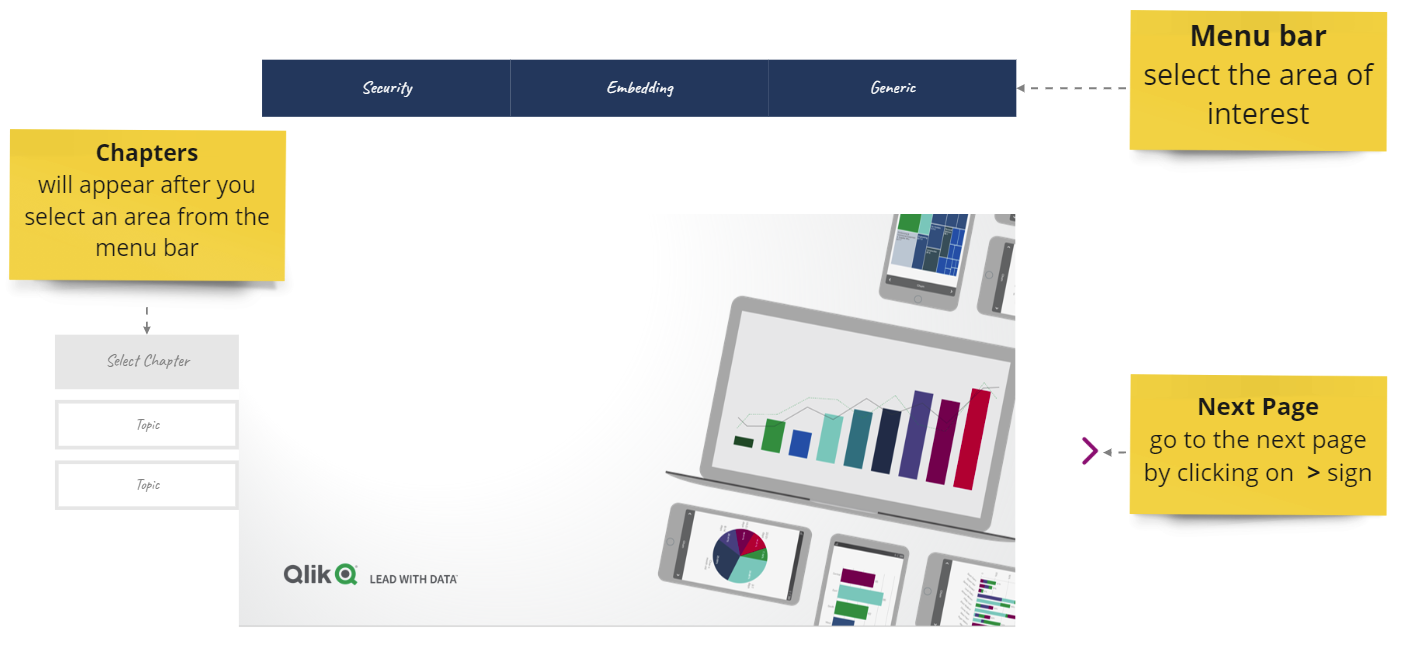 Menu bar
select the area of
interest
Security
Embedding
Generic
Chapters
will appear after you
select an area from the
menu bar
Select Chapter
Topic
Topic
Next Page
go to the next page
by clicking on > sign
Qlik
LEAD WITH DATA